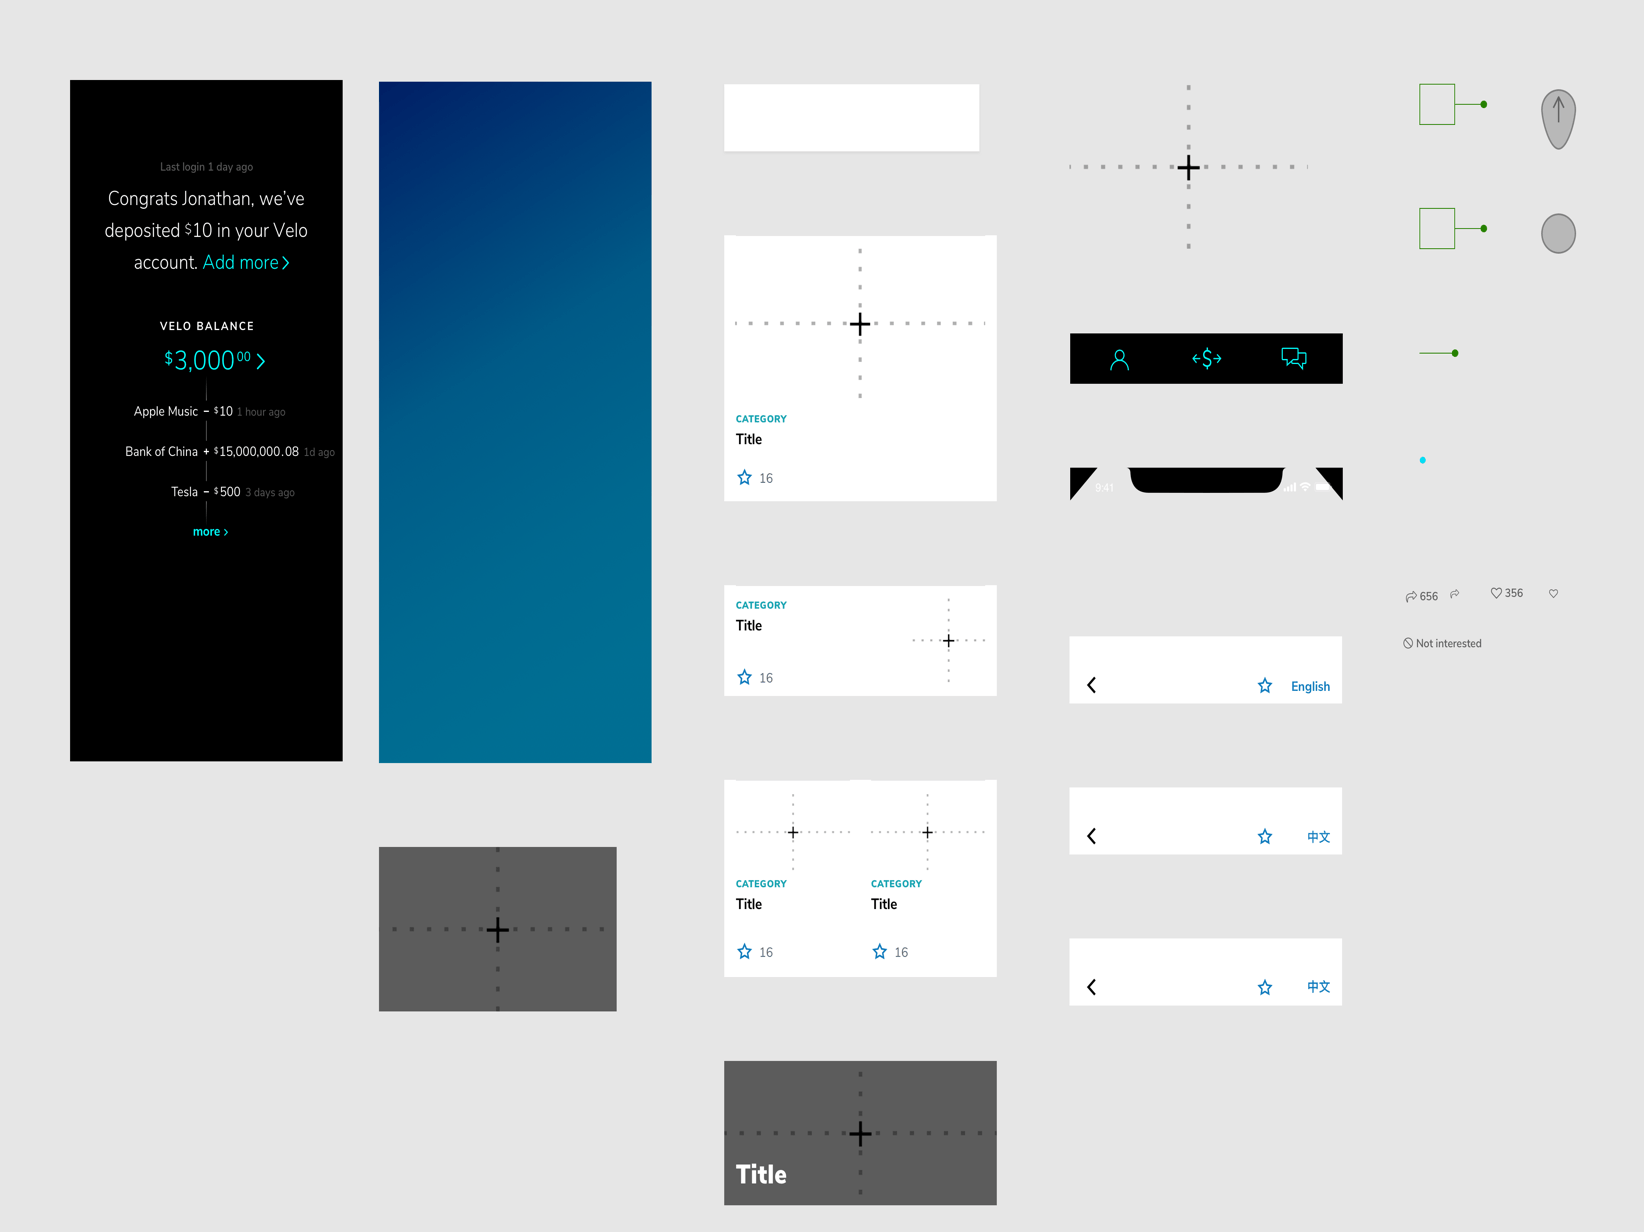 Last login 1 day ago
Congrats Jonathan, we've
deposited $10 in your Velo
account. Add more >
VELO BALANCE
$3,000 00 >
Apple Music – $10 1 hour ago
Bank of China + $15,000,000.08 1d ago
Tesla – $500 3 days ago
more >
CATEGORY
Title
16
CATEGORY
Title
16
CATEGORY
Title
16
CATEGORY
Title
16
Title
9:41
English
中文
中文
656
356
Not interested